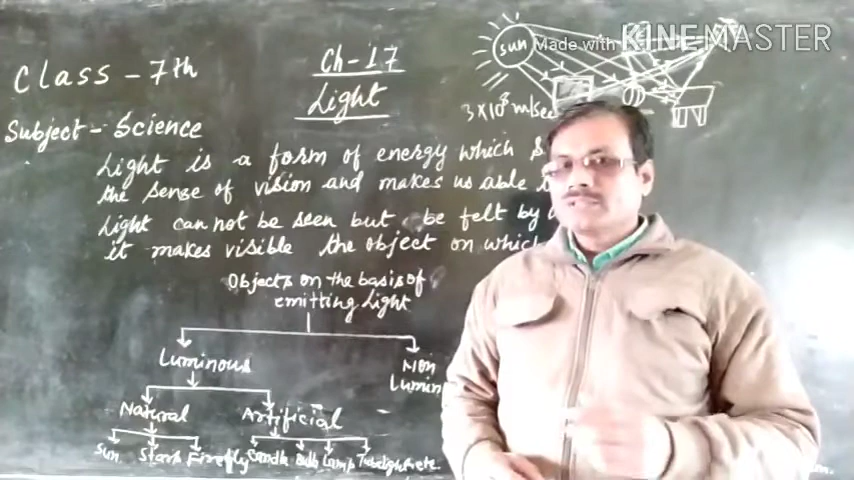 Made with KINEMASTER
Class - 7th
Ch-17
Light
sun
3×10⁸ m/sec
Subject - Science
Light is a form of energy which
the sense of vision and makes us able
Light can not be seen but be felt by
it makes visible the object on which
Objects on the basis of
emitting Light
Luminous
Non
Lumin
Natural
Artificial
Sun Stars Firefly Candle Bulb Lamp Tubelight etc.